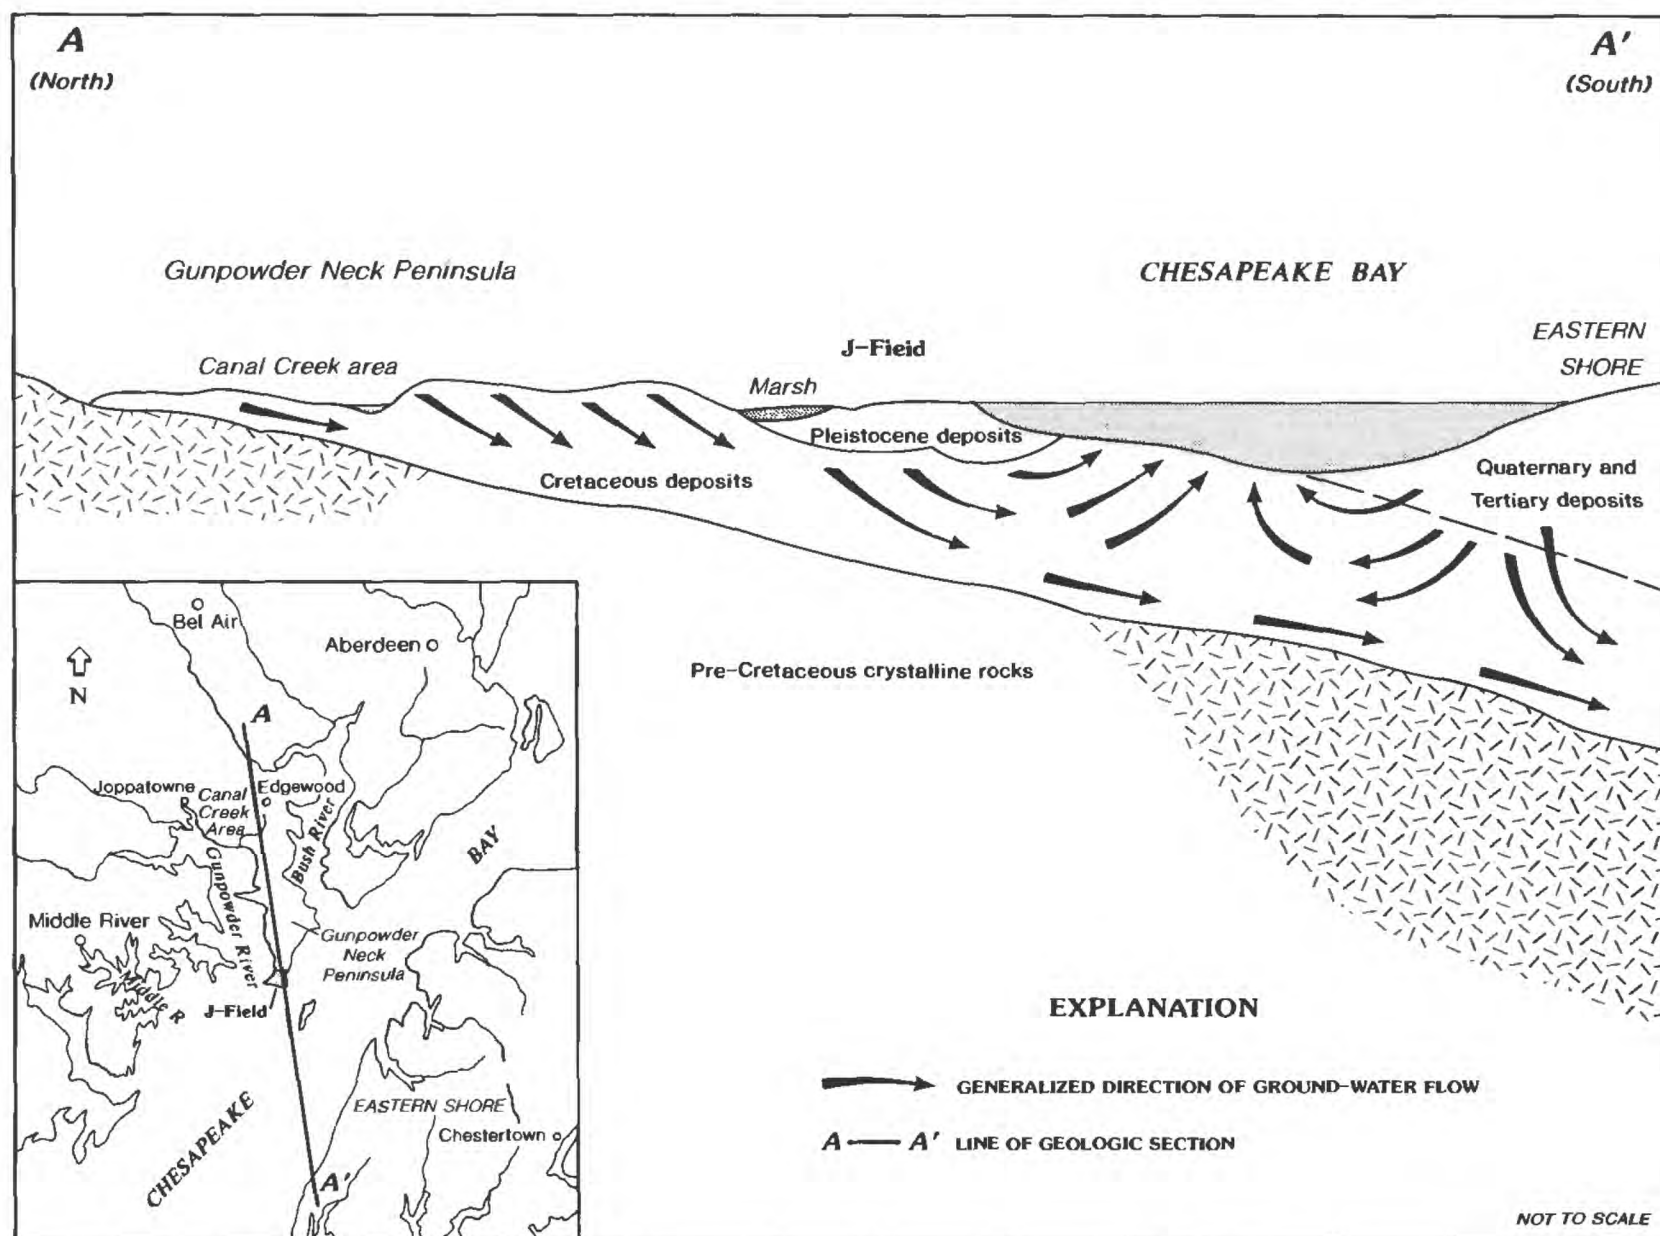 A
(North)
A'
(South)
Gunpowder Neck Peninsula
CHESAPEAKE BAY
EASTERN
SHORE
J-Field
Canal Creek area
Marsh
Pleistocene deposits
Cretaceous deposits
Quaternary and
Tertiary deposits
Pre-Cretaceous crystalline rocks
Bel Air
Aberdeen
N
A
Joppatowne
Canal
Creek
Area
Edgewood
Bush River
BAY
Gunpowder River
Middle River
Gunpowder
Neck
Peninsula
Middle R
J-Field
EASTERN SHORE
Chestertown
CHESAPEAKE
A'
EXPLANATION
GENERALIZED DIRECTION OF GROUND-WATER FLOW
A — A' LINE OF GEOLOGIC SECTION
NOT TO SCALE